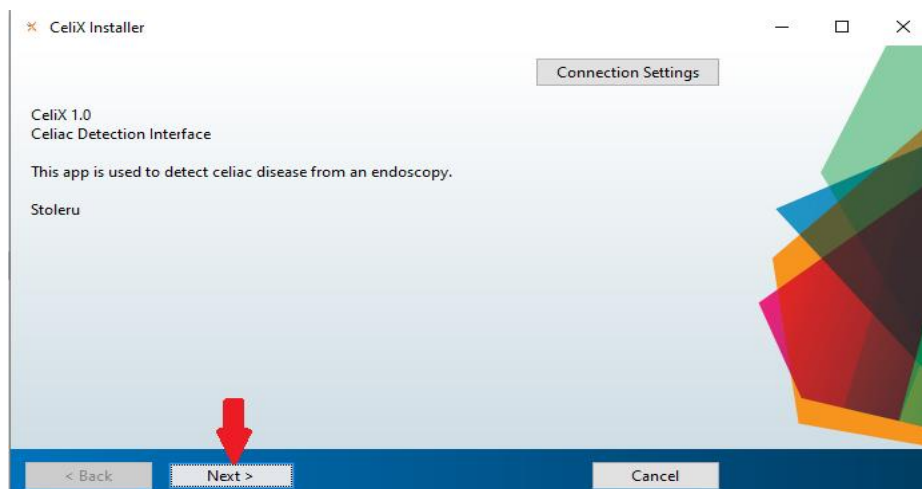 CeliX Installer
Connection Settings
CeliX 1.0
Celiac Detection Interface
This app is used to detect celiac disease from an endoscopy.
Stoleru
< Back
Next >
Cancel